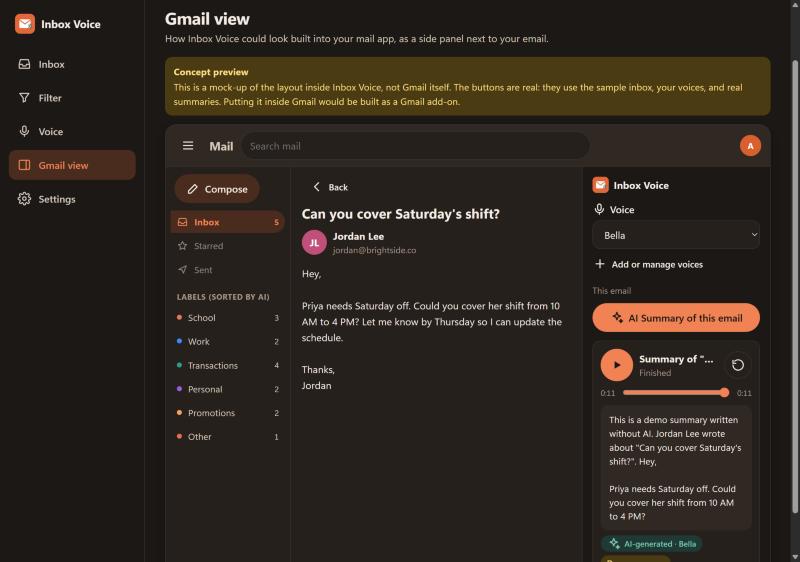 Inbox Voice
Inbox
Filter
Voice
Gmail view
Settings
Gmail view
How Inbox Voice could look built into your mail app, as a side panel next to your email.
Concept preview
This is a mock-up of the layout inside Inbox Voice, not Gmail itself. The buttons are real: they use the sample inbox, your voices, and real
summaries. Putting it inside Gmail would be built as a Gmail add-on.
Mail
Search mail
A
Compose
Inbox 5
Starred
Sent
LABELS (SORTED BY AI)
School 3
Work 2
Transactions 4
Personal 2
Promotions 2
Other 1
Back
Can you cover Saturday's shift?
JL
Jordan Lee
jordan@brightside.co
Hey,
Priya needs Saturday off. Could you cover her shift from 10
AM to 4 PM? Let me know by Thursday so I can update the
schedule.
Thanks,
Jordan
Inbox Voice
Voice
Bella
Add or manage voices
This email
AI Summary of this email
Summary of "...
Finished
0:11 0:11
This is a demo summary written
without AI. Jordan Lee wrote
about "Can you cover Saturday's
shift?". Hey,
Priya needs Saturday off. Could
you cover her shift from 10 AM
to 4 PM?
AI-generated · Bella